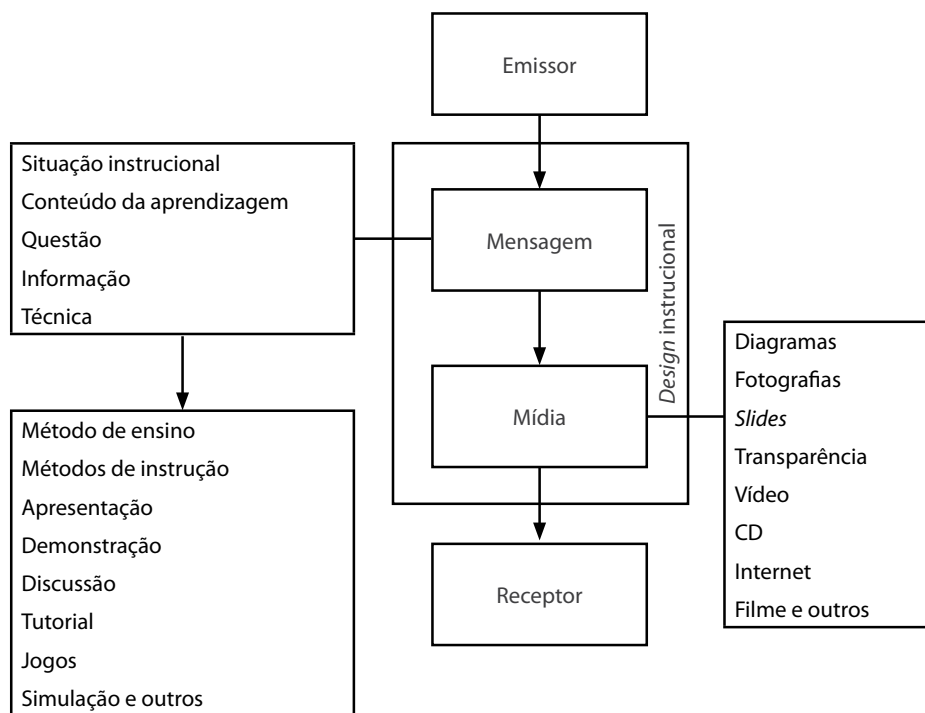 Emissor
Situação instrucional
Conteúdo da aprendizagem
Questão
Informação
Técnica
Mensagem
Design instrucional
Mídia
Diagramas
Fotografias
Slides
Transparência
Vídeo
CD
Internet
Filme e outros
Método de ensino
Métodos de instrução
Apresentação
Demonstração
Discussão
Tutorial
Jogos
Simulação e outros
Receptor